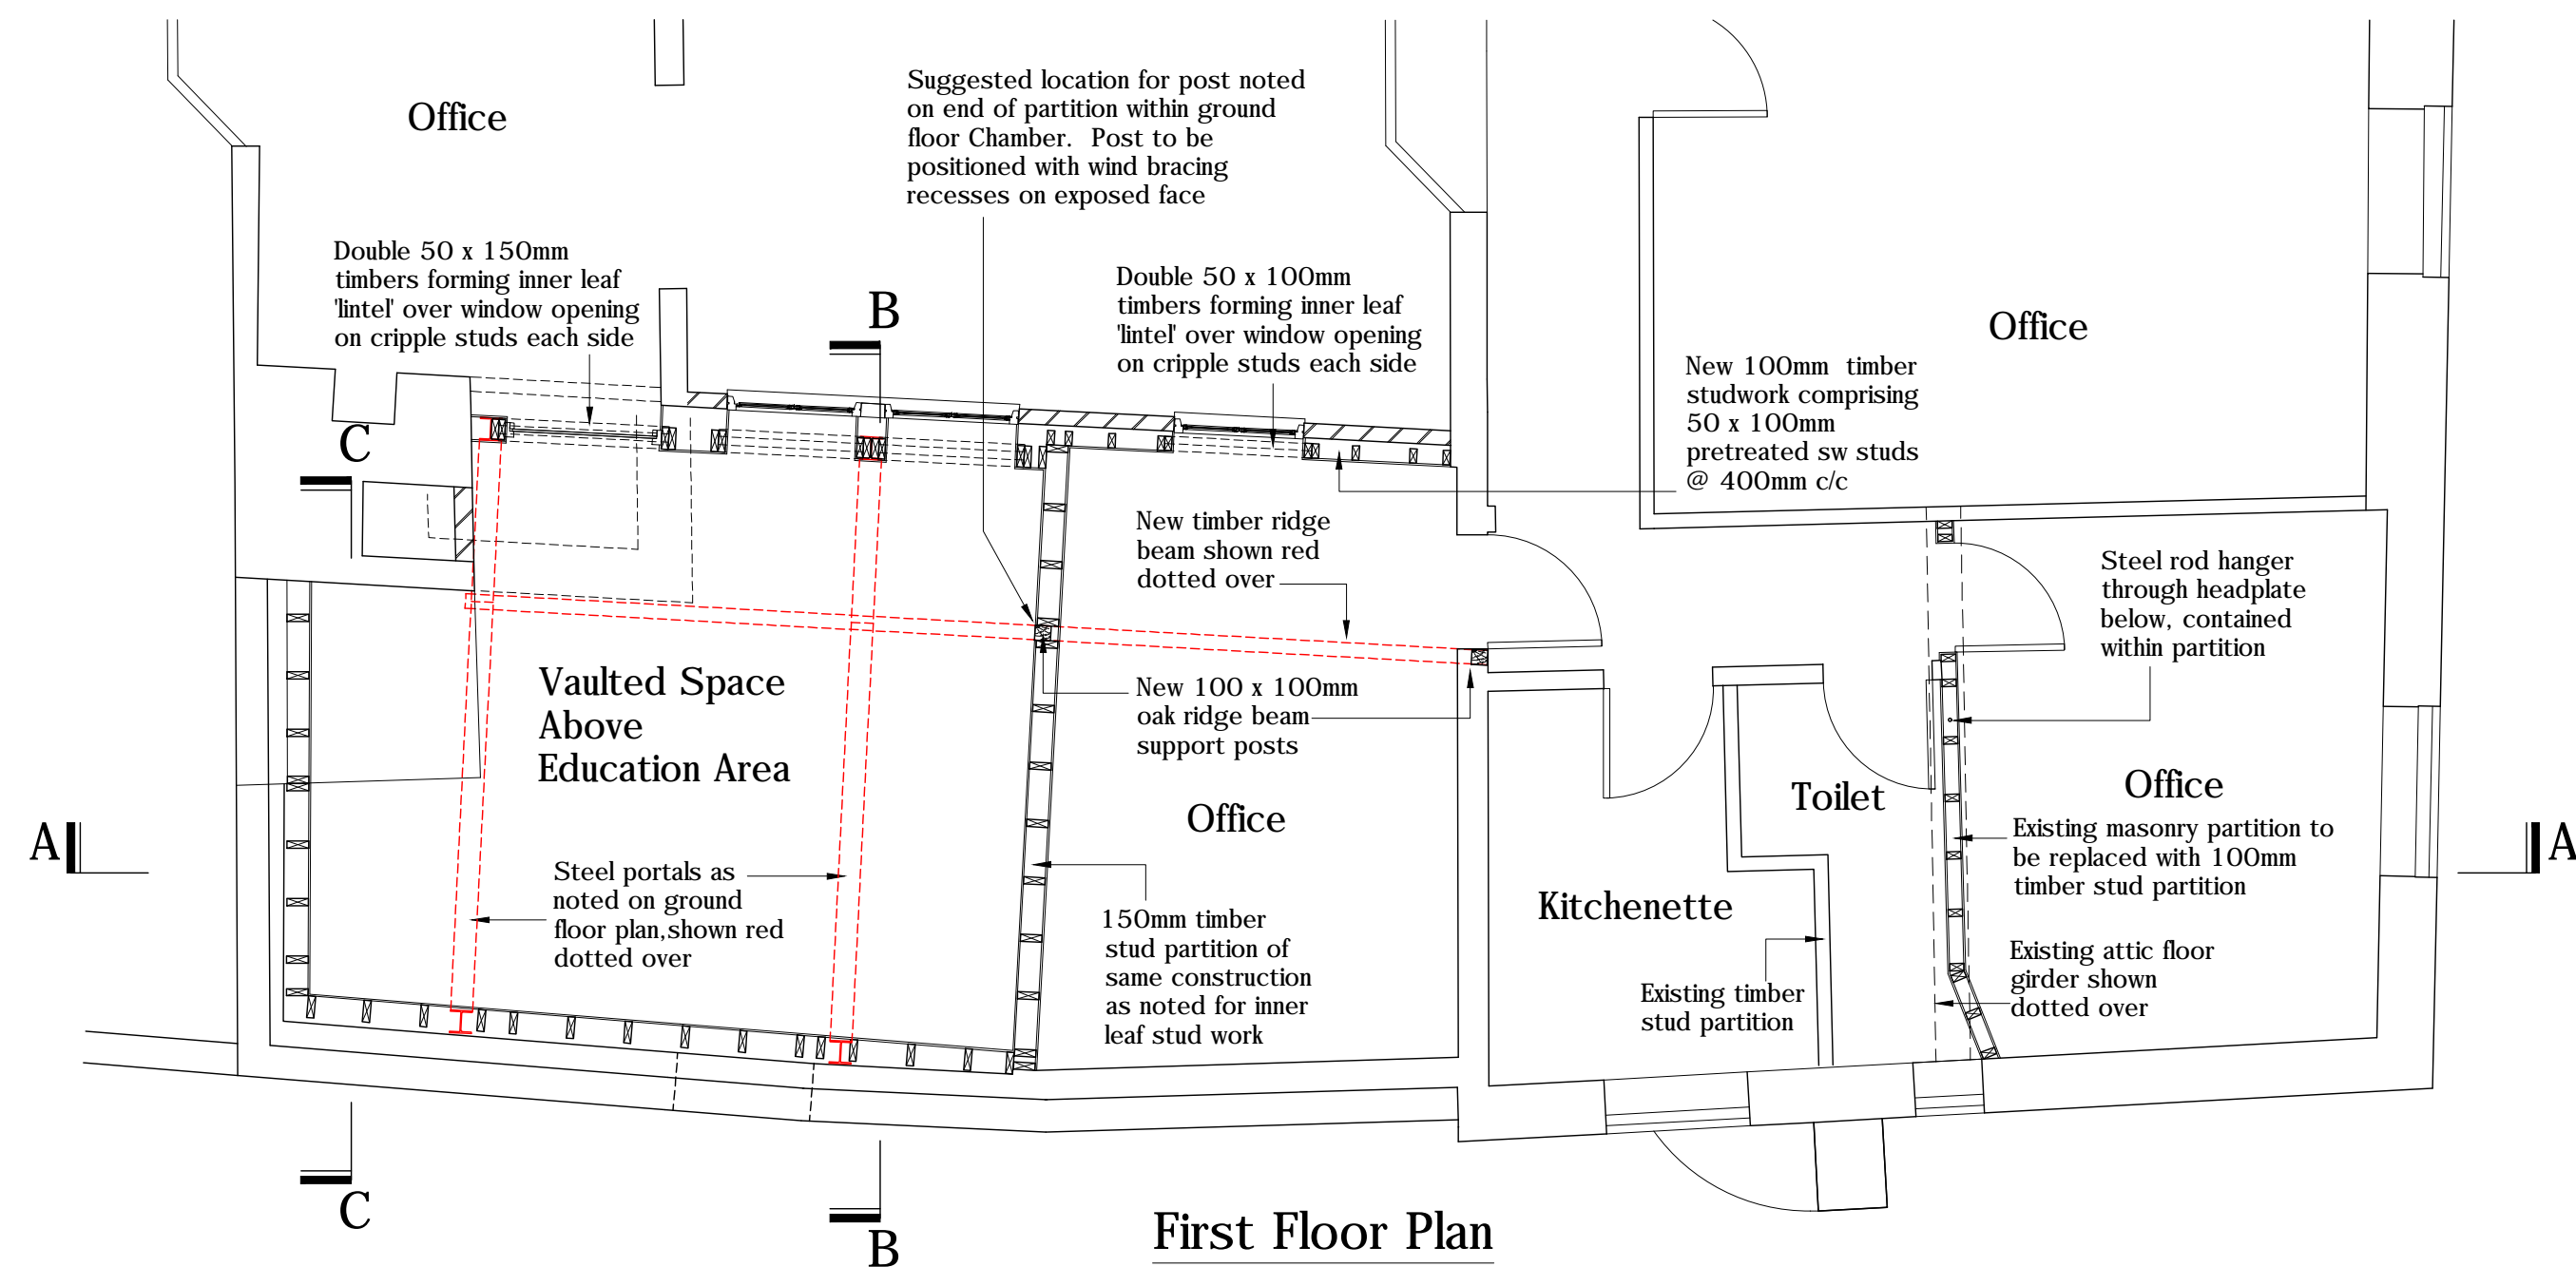 Office
Suggested location for post noted
on end of partition within ground
floor Chamber. Post to be
positioned with wind bracing
recesses on exposed face
Double 50 x 150mm
timbers forming inner leaf
'lintel' over window opening
on cripple studs each side
B
Double 50 x 100mm
timbers forming inner leaf
'lintel' over window opening
on cripple studs each side
Office
New 100mm timber
studwork comprising
50 x 100mm
pretreated sw studs
@ 400mm c/c
C
New timber ridge
beam shown red
dotted over
Steel rod hanger
through headplate
below, contained
within partition
Vaulted Space
Above
Education Area
New 100 x 100mm
oak ridge beam
support posts
Office
Toilet
Office
A
A
Existing masonry partition to
be replaced with 100mm
timber stud partition
Steel portals as
noted on ground
floor plan,shown red
dotted over
150mm timber
stud partition of
same construction
as noted for inner
leaf stud work
Kitchenette
Existing timber
stud partition
Existing attic floor
girder shown
dotted over
C
B
First Floor Plan